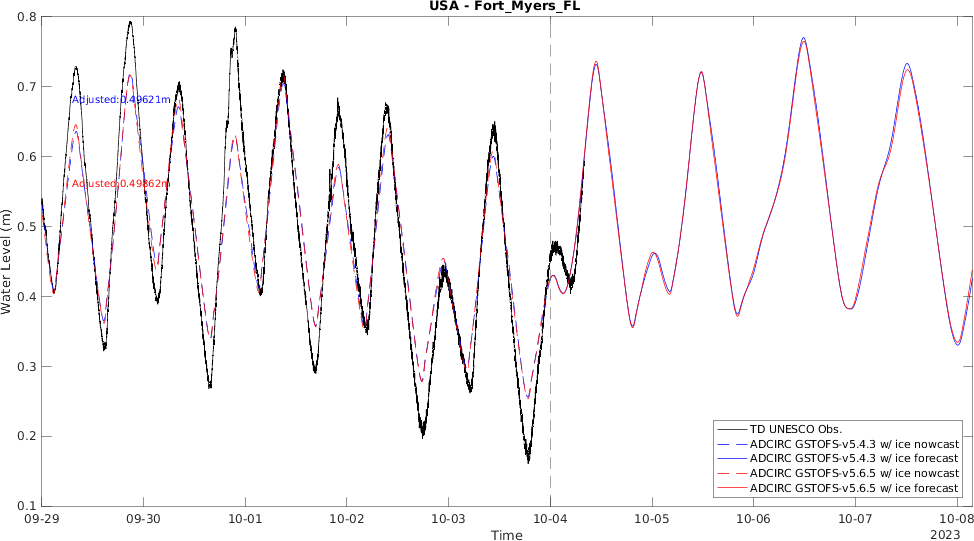 USA - Fort_Myers_FL
0.8
0.7
0.6
0.5
0.4
0.3
0.2
0.1
Water Level (m)
Adjusted:0.49621m
Adjusted:0.49862m
TD UNESCO Obs.
ADCIRC GSTOFS-v5.4.3 w/ ice nowcast
ADCIRC GSTOFS-v5.4.3 w/ ice forecast
ADCIRC GSTOFS-v5.6.5 w/ ice nowcast
ADCIRC GSTOFS-v5.6.5 w/ ice forecast
09-29 09-30 10-01 10-02 10-03 10-04 10-05 10-06 10-07 10-08
Time
2023